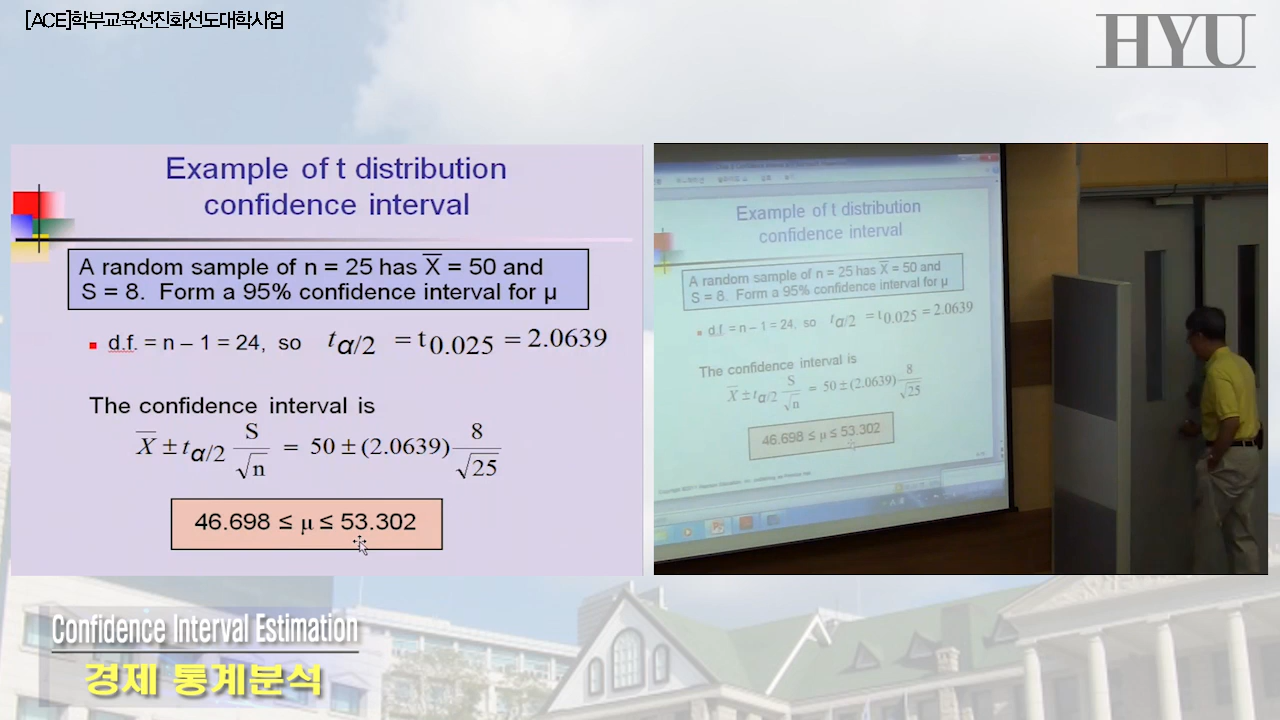 [ACE]학부교육선진화선도대학사업
HYU
Example of t distribution
confidence interval
A random sample of n = 25 has X̅ = 50 and
S = 8. Form a 95% confidence interval for μ
d.f. = n – 1 = 24, so tα/2 = t0.025 = 2.0639
The confidence interval is
X̅ ± tα/2 S/√n = 50 ± (2.0639) 8/√25
46.698 ≤ μ ≤ 53.302
Example of t distribution
confidence interval
A random sample of n = 25 has X̅ = 50 and
S = 8. Form a 95% confidence interval for μ
d.f. = n – 1 = 24, so tα/2 = t0.025 = 2.0639
The confidence interval is
X̅ ± tα/2 S/√n = 50 ± (2.0639) 8/√25
46.698 ≤ μ ≤ 53.302
Confidence Interval Estimation
경제 통계분석